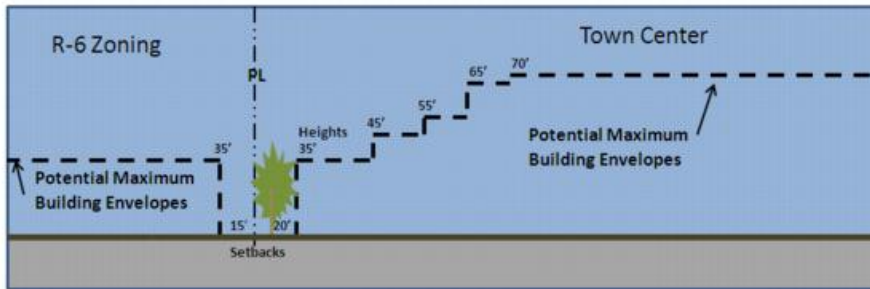 R-6 Zoning
Town Center
PL
65’
70’
55’
45’
Heights
35’
35’
Potential Maximum
Building Envelopes
Potential Maximum
Building Envelopes
15’
20’
Setbacks